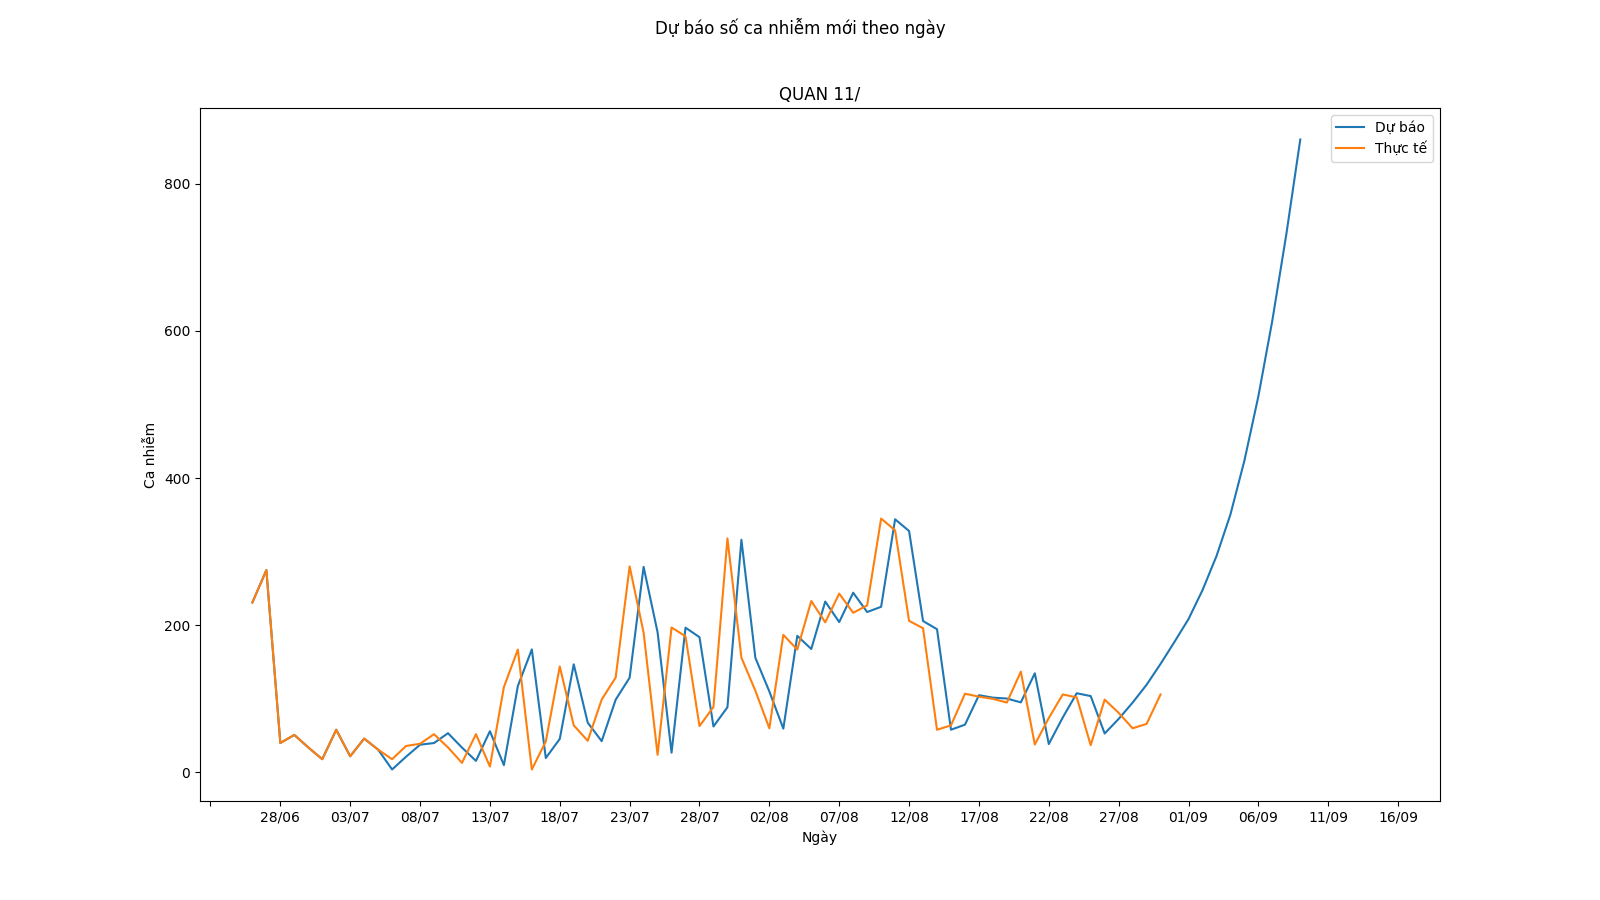 Dự báo số ca nhiễm mới theo ngày
QUAN 11/
Dự báo
Thực tế
800
600
400
200
0
Ca nhiễm
28/06 03/07 08/07 13/07 18/07 23/07 28/07 02/08 07/08 12/08 17/08 22/08 27/08 01/09 06/09 11/09 16/09
Ngày